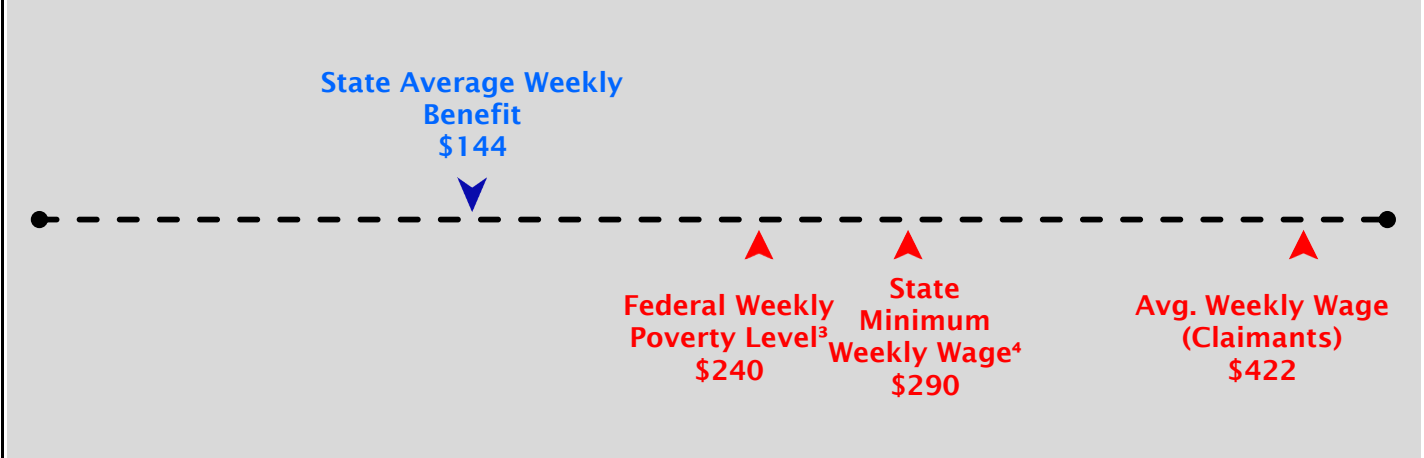 State Average Weekly
Benefit
$144
Federal Weekly
Poverty Level³
$240
State
Minimum
Weekly Wage⁴
$290
Avg. Weekly Wage
(Claimants)
$422